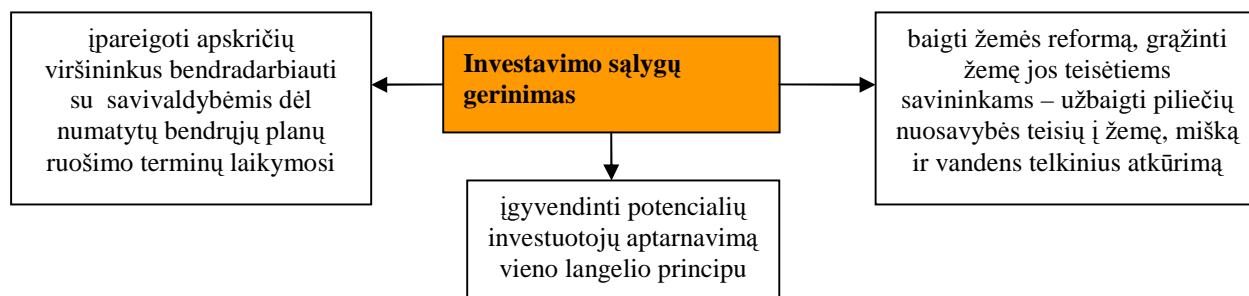 įpareigoti apskričių
viršininkus bendradarbiauti
su savivaldybėmis dėl
numatytų bendrųjų planų
ruošimo terminų laikymosi
Investavimo sąlygų
gerinimas
baigti žemės reformą, grąžinti
žemę jos teisėtiems
savininkams – užbaigti piliečių
nuosavybės teisių į žemę, mišką
ir vandens telkinius atkūrimą
įgyvendinti potencialių
investuotojų aptarnavimą
vieno langelio principu